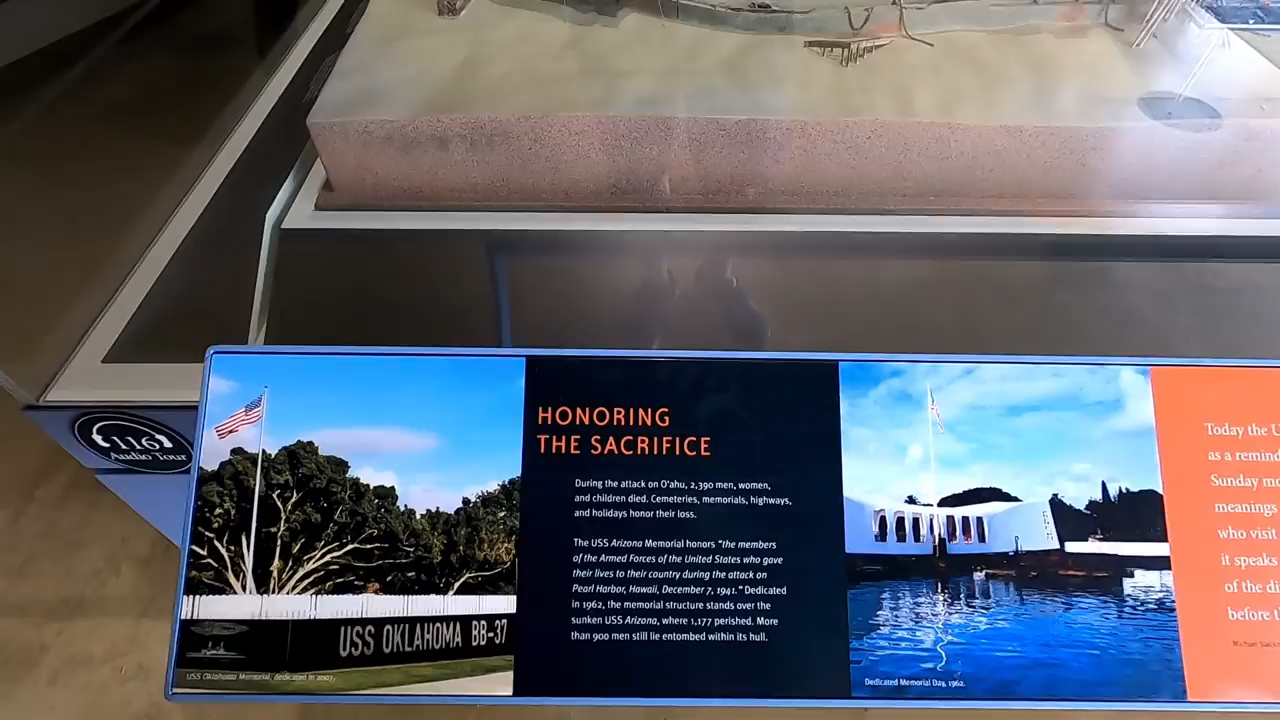 116
Audio Tour
USS OKLAHOMA BB-37
USS Oklahoma Memorial, dedicated in 2007.
HONORING
THE SACRIFICE
During the attack on O'ahu, 2,390 men, women,
and children died. Cemeteries, memorials, highways,
and holidays honor their loss.
The USS Arizona Memorial honors "the members
of the Armed Forces of the United States who gave
their lives to their country during the attack on
Pearl Harbor, Hawaii, December 7, 1941." Dedicated
in 1962, the memorial structure stands over the
sunken USS Arizona, where 1,177 perished. More
than 900 men still lie entombed within its hull.
Dedicated Memorial Day, 1962.
Today the U
as a remind
Sunday mo
meanings
who visit
it speaks
of the di
before t
Michael